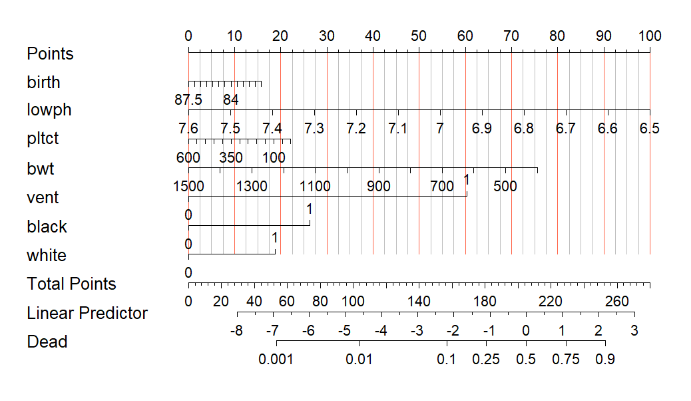 0 10 20 30 40 50 60 70 80 90 100
Points
birth
87.5 84
lowph
7.6 7.5 7.4 7.3 7.2 7.1 7 6.9 6.8 6.7 6.6 6.5
pltct
600 350 100
bwt
1500 1300 1100 900 700 500
1
vent
0 1
black
0 1
white
0
Total Points
0 20 40 60 80 100 140 180 220 260
Linear Predictor
-8 -7 -6 -5 -4 -3 -2 -1 0 1 2 3
Dead
0.001 0.01 0.1 0.25 0.5 0.75 0.9